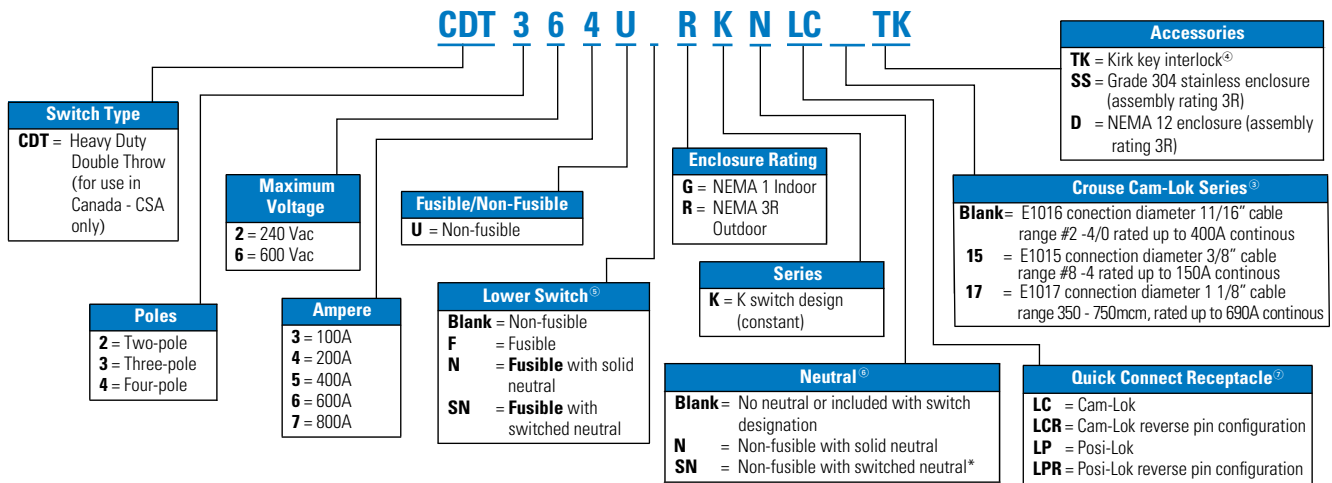 CDT 3 6 4 U R K N LC TK
Accessories
TK = Kirk key interlock④
SS = Grade 304 stainless enclosure
(assembly rating 3R)
D = NEMA 12 enclosure (assembly
rating 3R)
Switch Type
CDT = Heavy Duty
Double Throw
(for use in
Canada - CSA
only)
Maximum
Voltage
2 = 240 Vac
6 = 600 Vac
Fusible/Non-Fusible
U = Non-fusible
Enclosure Rating
G = NEMA 1 Indoor
R = NEMA 3R
Outdoor
Crouse Cam-Lok Series③
Blank= E1016 conection diameter 11/16” cable
range #2 -4/0 rated up to 400A continous
15 = E1015 connection diameter 3/8” cable
range #8 -4 rated up to 150A continous
17 = E1017 connection diameter 1 1/8” cable
range 350 - 750mcm, rated up to 690A continous
Poles
2 = Two-pole
3 = Three-pole
4 = Four-pole
Ampere
3 = 100A
4 = 200A
5 = 400A
6 = 600A
7 = 800A
Lower Switch⑤
Blank = Non-fusible
F = Fusible
N = Fusible with solid
neutral
SN = Fusible with
switched neutral
Series
K = K switch design
(constant)
Neutral⑥
Blank = No neutral or included with switch
designation
N = Non-fusible with solid neutral
SN = Non-fusible with switched neutral*
Quick Connect Receptacle⑦
LC = Cam-Lok
LCR = Cam-Lok reverse pin configuration
LP = Posi-Lok
LPR = Posi-Lok reverse pin configuration